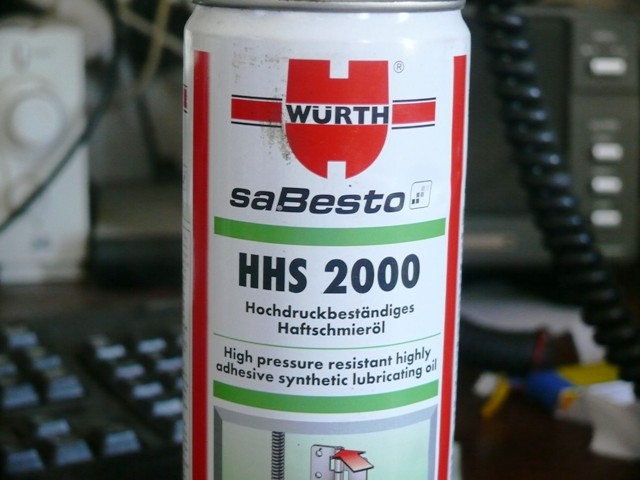 WÜRTH
®
saBesto
HHS 2000
Hochdruckbeständiges
Haftschmieröl
High pressure resistant highly
adhesive synthetic lubricating oil